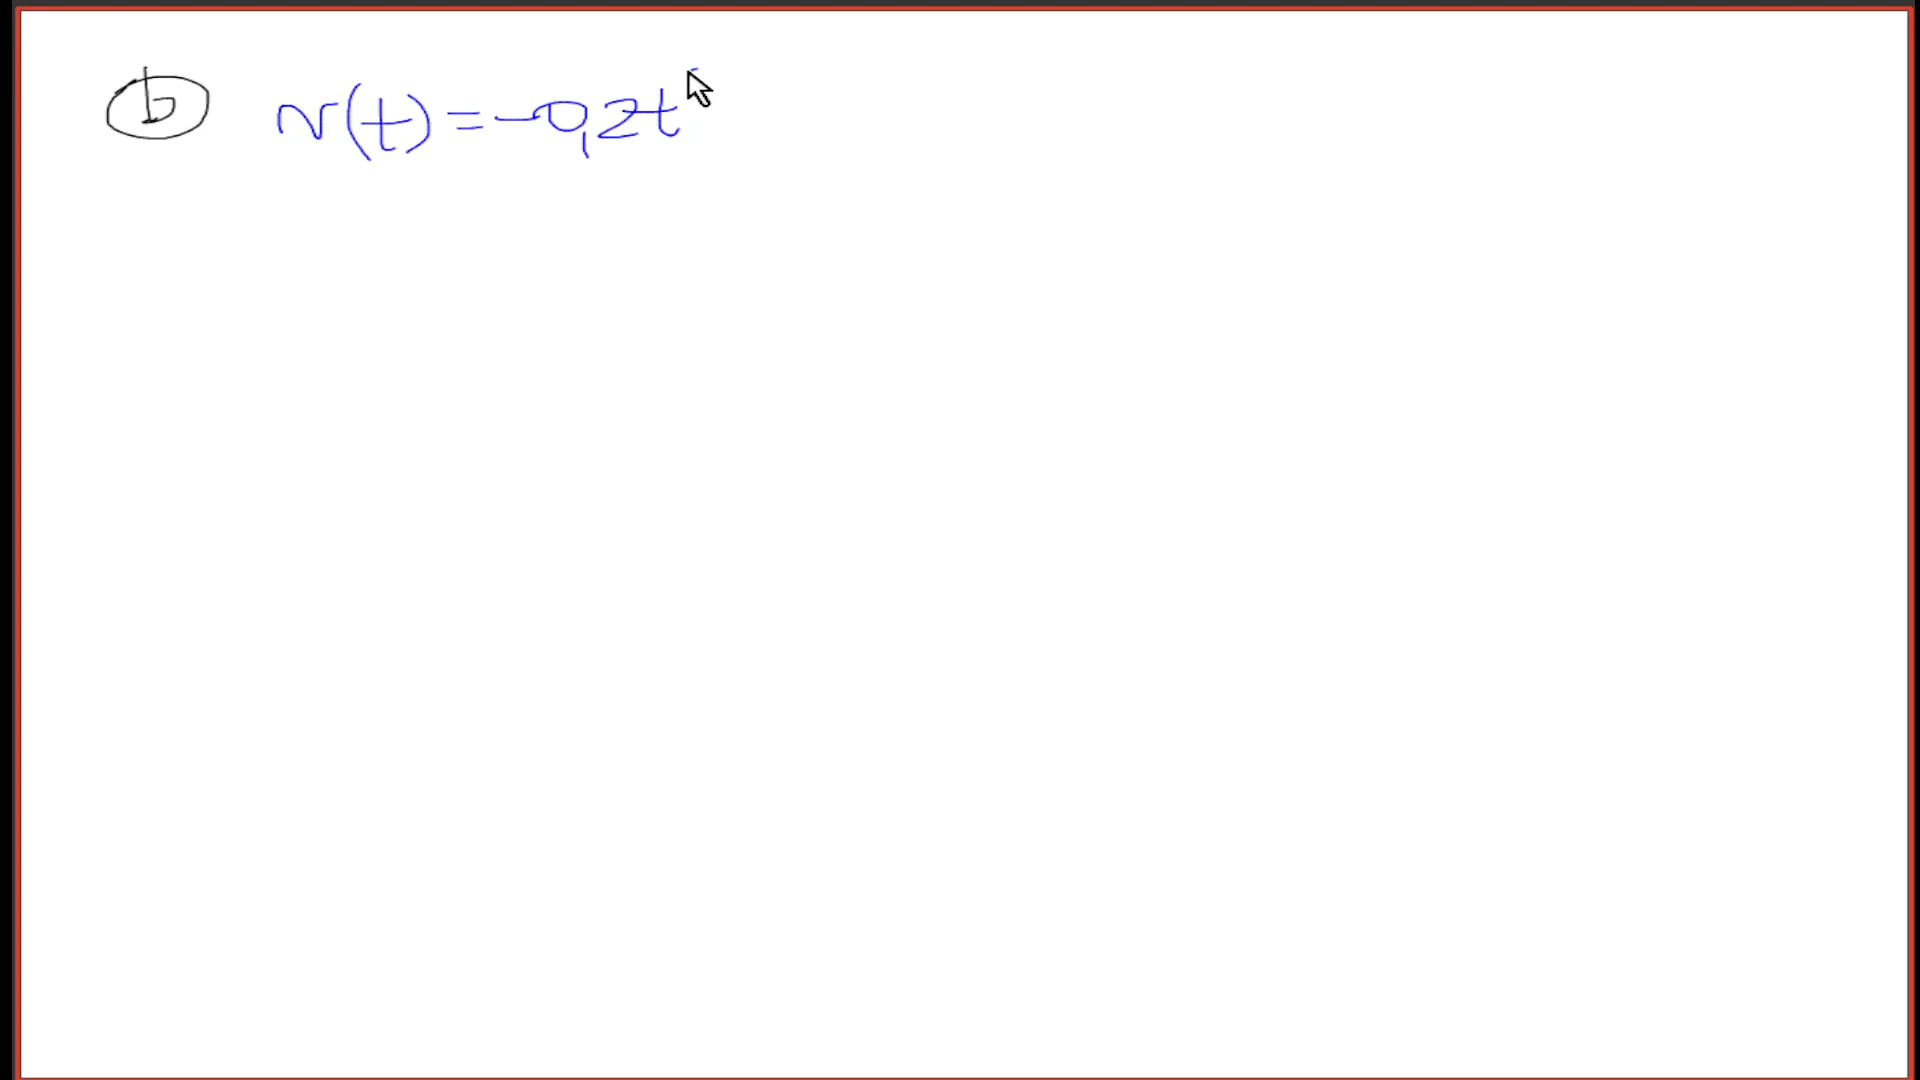 b v(t) = -0,2t